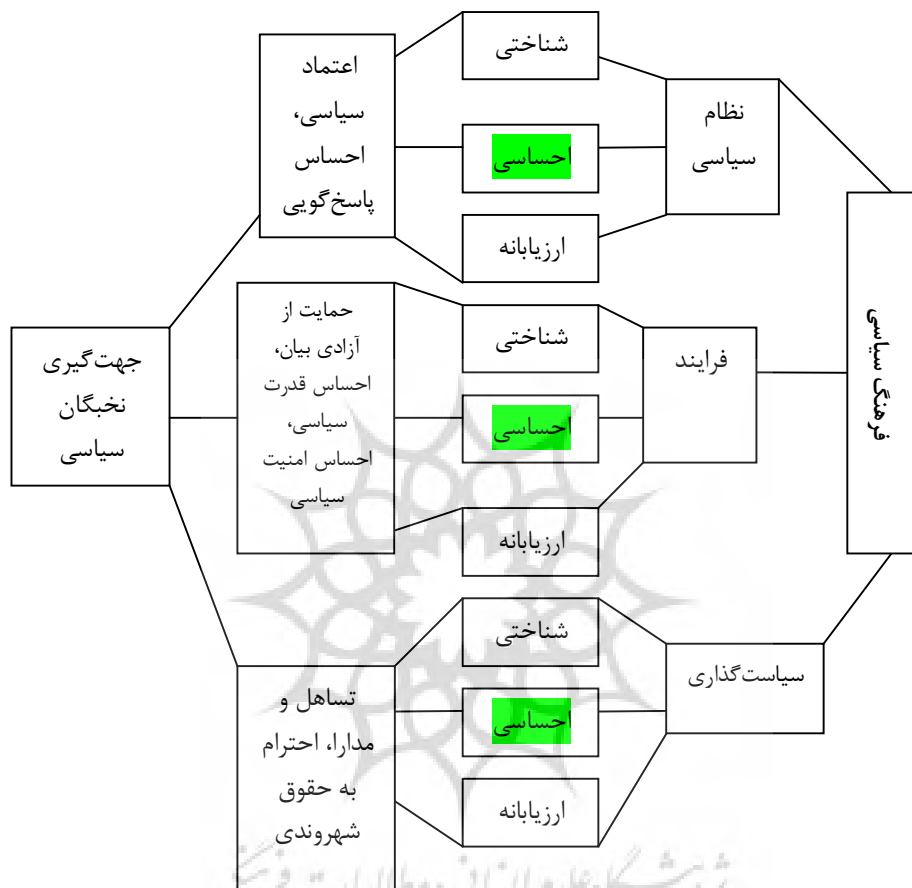 فرهنگ سیاسی
نظام
سیاسی
شناختی
احساسی
ارزیابانه
اعتماد
سیاسی،
احساس
پاسخ‌گویی
فرایند
شناختی
احساسی
ارزیابانه
حمایت از
آزادی بیان،
احساس قدرت
سیاسی،
احساس امنیت
سیاسی
سیاست‌گذاری
شناختی
احساسی
ارزیابانه
تساهل و
مدارا، احترام
به حقوق
شهروندی
جهت‌گیری
نخبگان
سیاسی